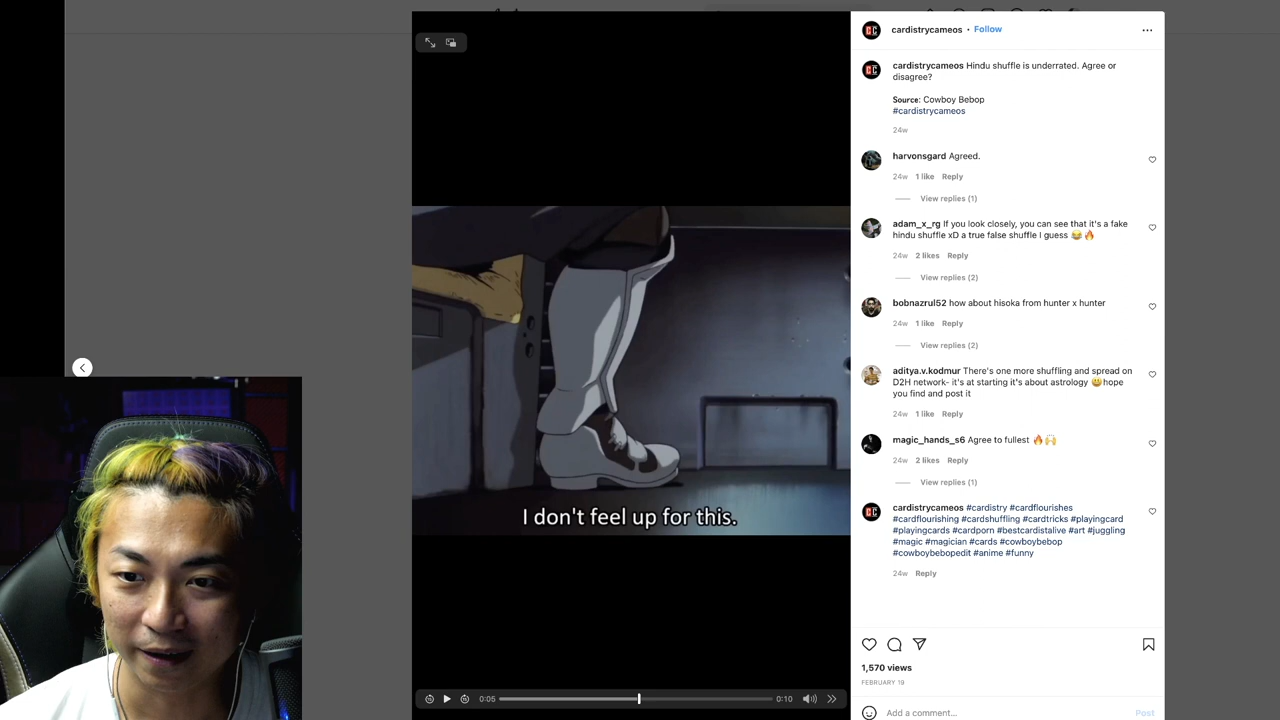 cardistrycameos • Follow
cardistrycameos Hindu shuffle is underrated. Agree or
disagree?
Source: Cowboy Bebop
#cardistrycameos
24w
harvonsgard Agreed.
24w 1 like Reply
View replies (1)
adam_x_rg If you look closely, you can see that it's a fake
hindu shuffle xD a true false shuffle I guess 😂🔥
24w 2 likes Reply
View replies (2)
bobnazrul52 how about hisoka from hunter x hunter
24w 1 like Reply
View replies (2)
aditya.v.kodmur There's one more shuffling and spread on
D2H network- it's at starting it's about astrology 😀hope
you find and post it
24w 1 like Reply
magic_hands_s6 Agree to fullest 🔥🙌
24w 2 likes Reply
View replies (1)
cardistrycameos #cardistry #cardflourishes
#cardflourishing #cardshuffling #cardtricks #playingcard
#playingcards #cardporn #bestcardistalive #art #juggling
#magic #magician #cards #cowboybebop
#cowboybebopedit #anime #funny
24w Reply
1,570 views
FEBRUARY 19
Add a comment... Post
I don't feel up for this.
0:05 0:10